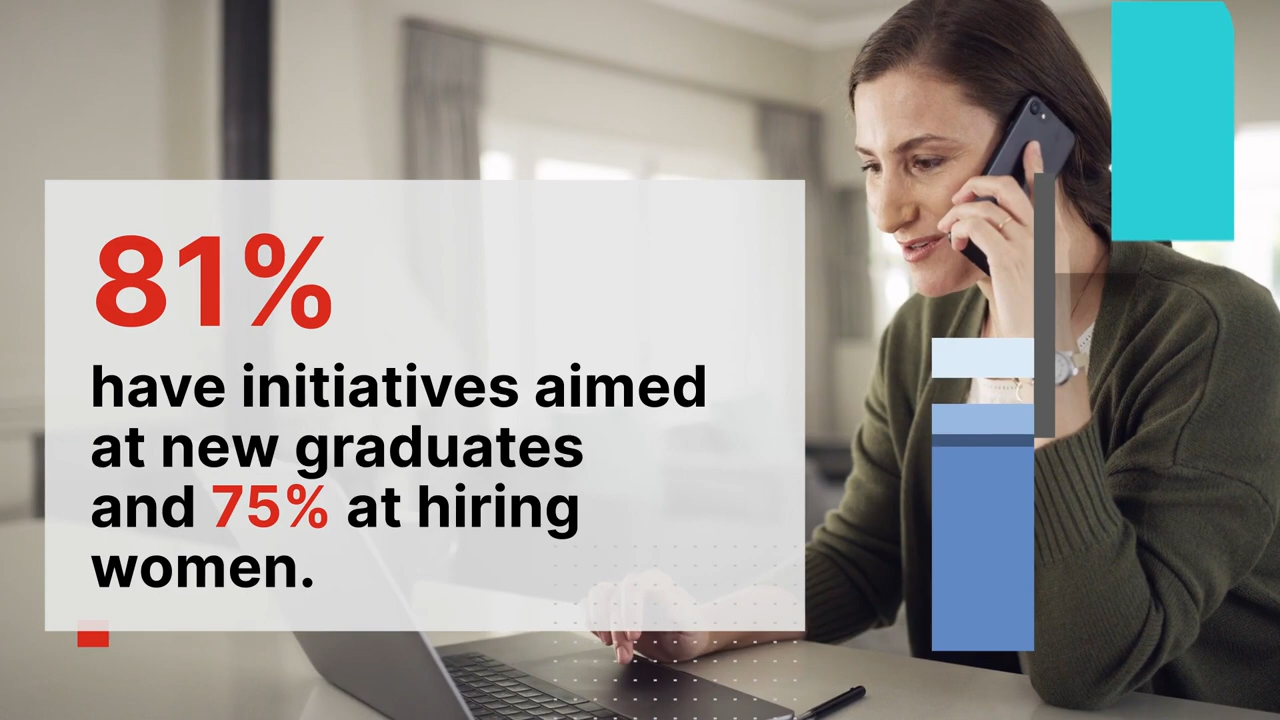 81%
have initiatives aimed
at new graduates
and 75% at hiring
women.